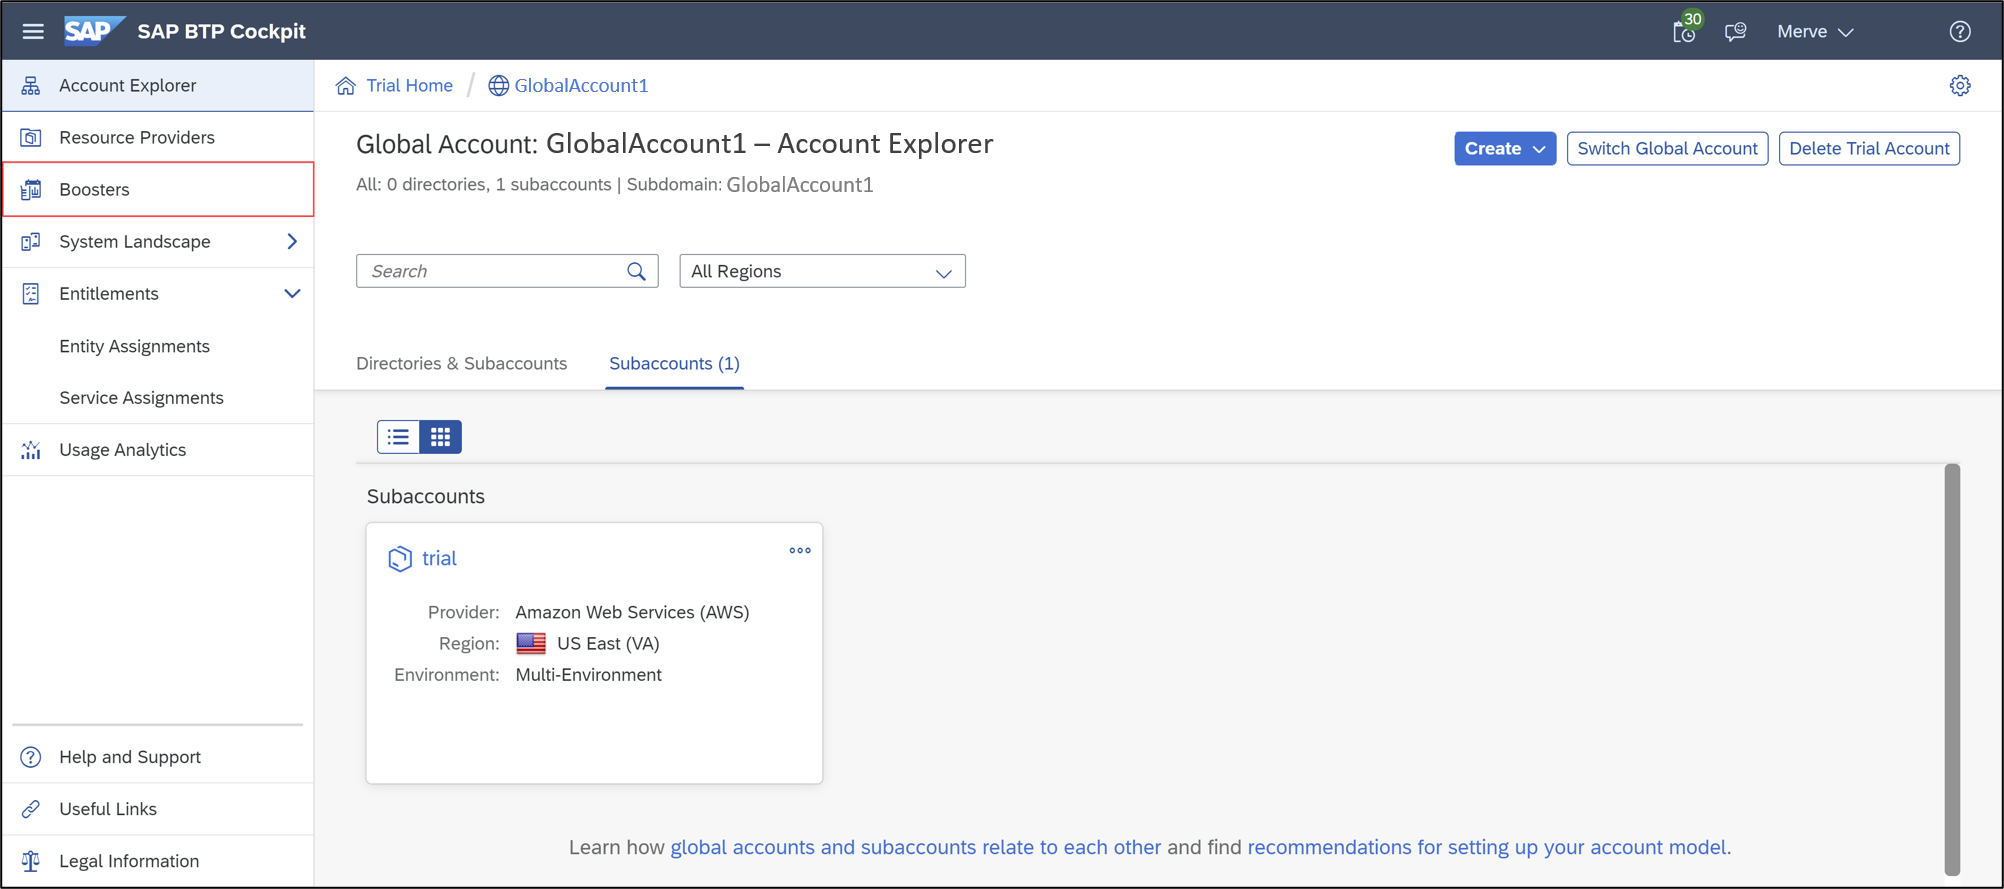 SAP SAP BTP Cockpit 30 Merve
Account Explorer
Resource Providers
Boosters
System Landscape
Entitlements
Entity Assignments
Service Assignments
Usage Analytics
Help and Support
Useful Links
Legal Information
Trial Home / GlobalAccount1
Global Account: GlobalAccount1 – Account Explorer
Create Switch Global Account Delete Trial Account
All: 0 directories, 1 subaccounts | Subdomain: GlobalAccount1
Search All Regions
Directories & Subaccounts Subaccounts (1)
Subaccounts
trial
Provider: Amazon Web Services (AWS)
Region: US East (VA)
Environment: Multi-Environment
Learn how global accounts and subaccounts relate to each other and find recommendations for setting up your account model.